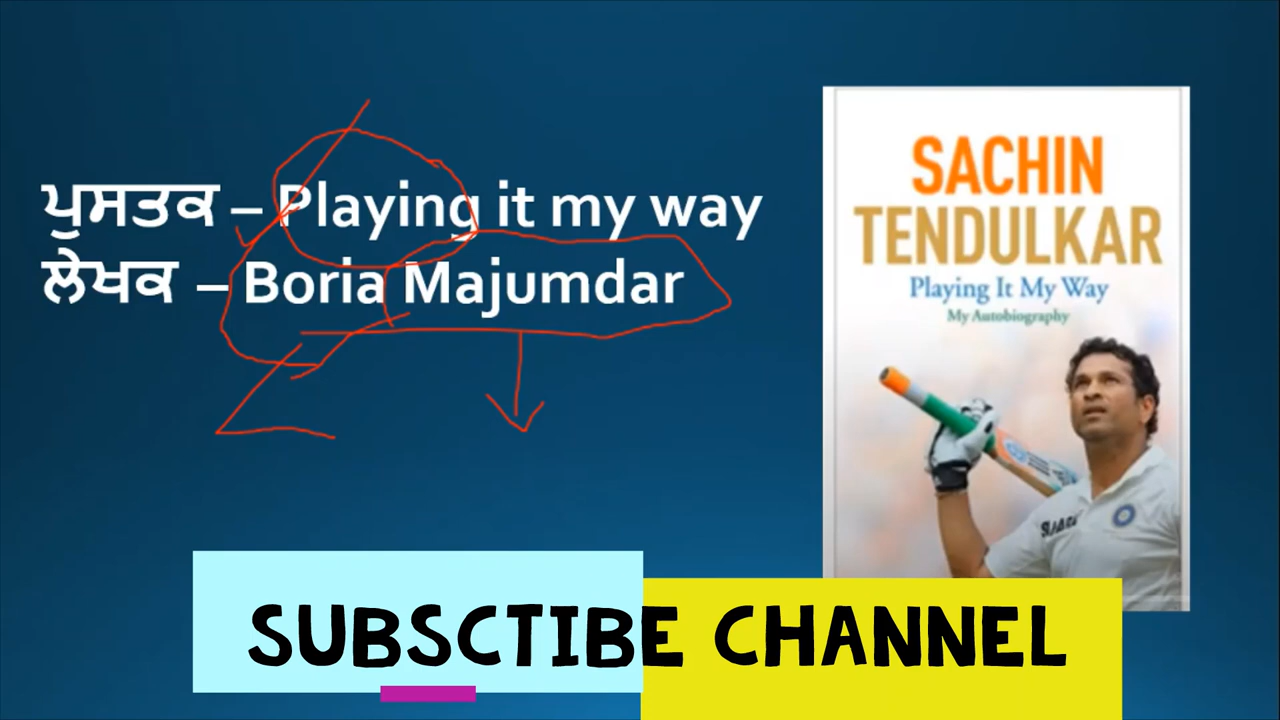 ਪੁਸਤਕ – Playing it my way
ਲੇਖਕ – Boria Majumdar
SACHIN
TENDULKAR
Playing It My Way
My Autobiography
SUBSCTIBE CHANNEL